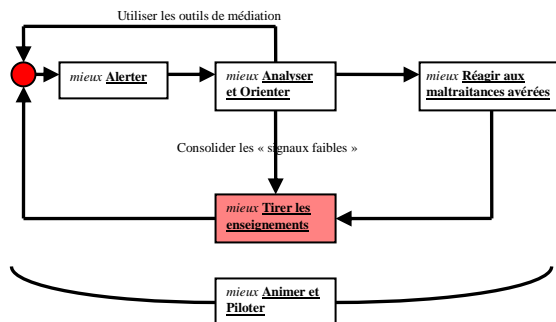 Utiliser les outils de médiation
mieux Alerter
mieux Analyser
et Orienter
mieux Réagir aux
maltraitances avérées
Consolider les « signaux faibles »
mieux Tirer les
enseignements
mieux Animer et
Piloter